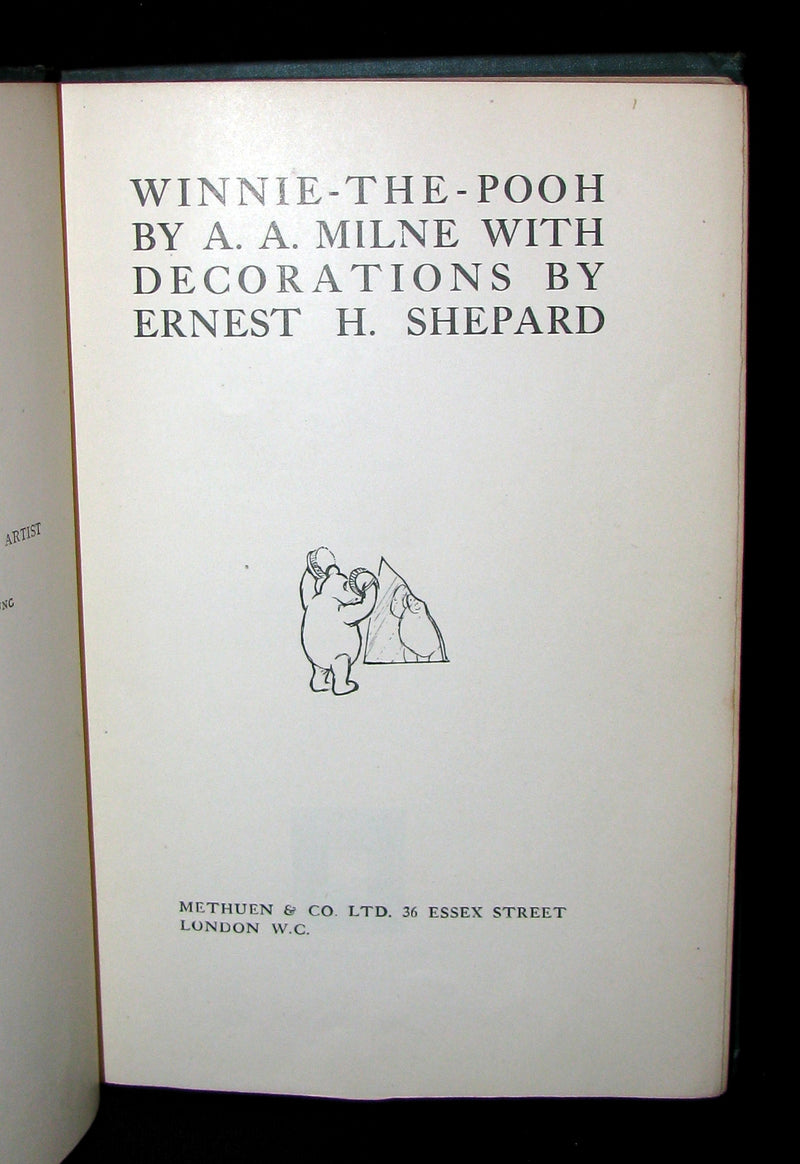 ARTIST
WINNIE-THE-POOH
BY A. A. MILNE WITH
DECORATIONS BY
ERNEST H. SHEPARD
METHUEN & CO. LTD. 36 ESSEX STREET
LONDON W.C.